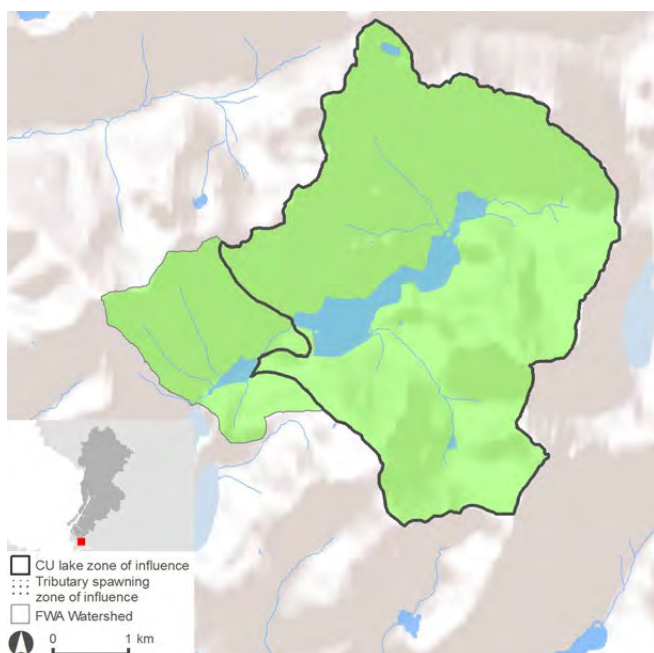 CU lake zone of influence
Tributary spawning
zone of influence
FWA Watershed
0 1 km